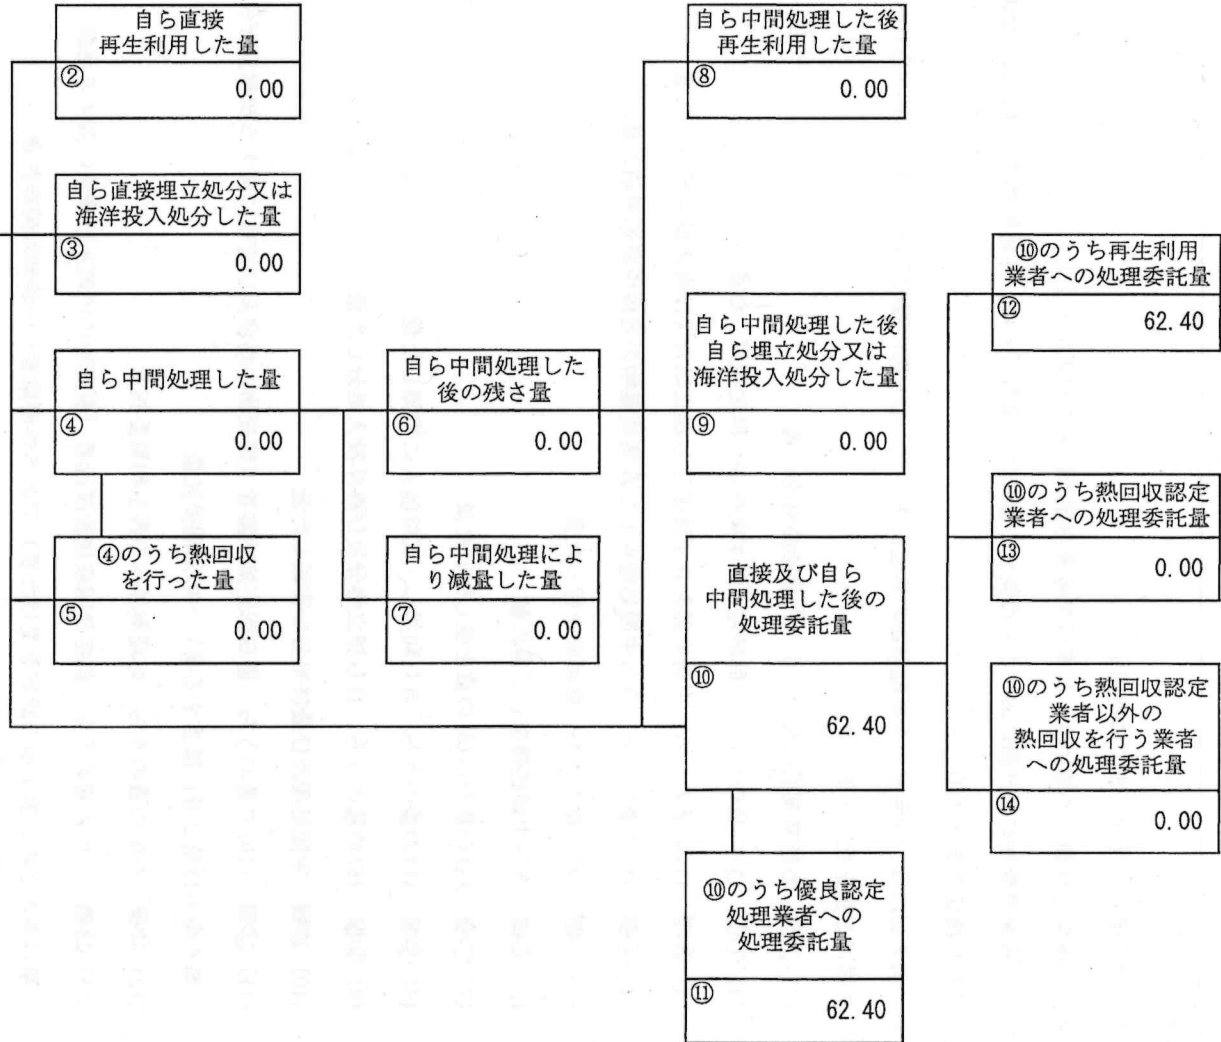 自ら直接
再生利用した量
②
0.00
自ら直接埋立処分又は
海洋投入処分した量
③
0.00
自ら中間処理した量
④
0.00
④のうち熱回収
を行った量
⑤
0.00
自ら中間処理した
後の残さ量
⑥
0.00
自ら中間処理によ
り減量した量
⑦
0.00
自ら中間処理した後
再生利用した量
⑧
0.00
自ら中間処理した後
自ら埋立処分又は
海洋投入処分した量
⑨
0.00
直接及び自ら
中間処理した後の
処理委託量
⑩
62.40
⑩のうち優良認定
処理業者への
処理委託量
⑪
62.40
⑩のうち再生利用
業者への処理委託量
⑫
62.40
⑩のうち熱回収認定
業者への処理委託量
⑬
0.00
⑩のうち熱回収認定
業者以外の
熱回収を行う業者
への処理委託量
⑭
0.00